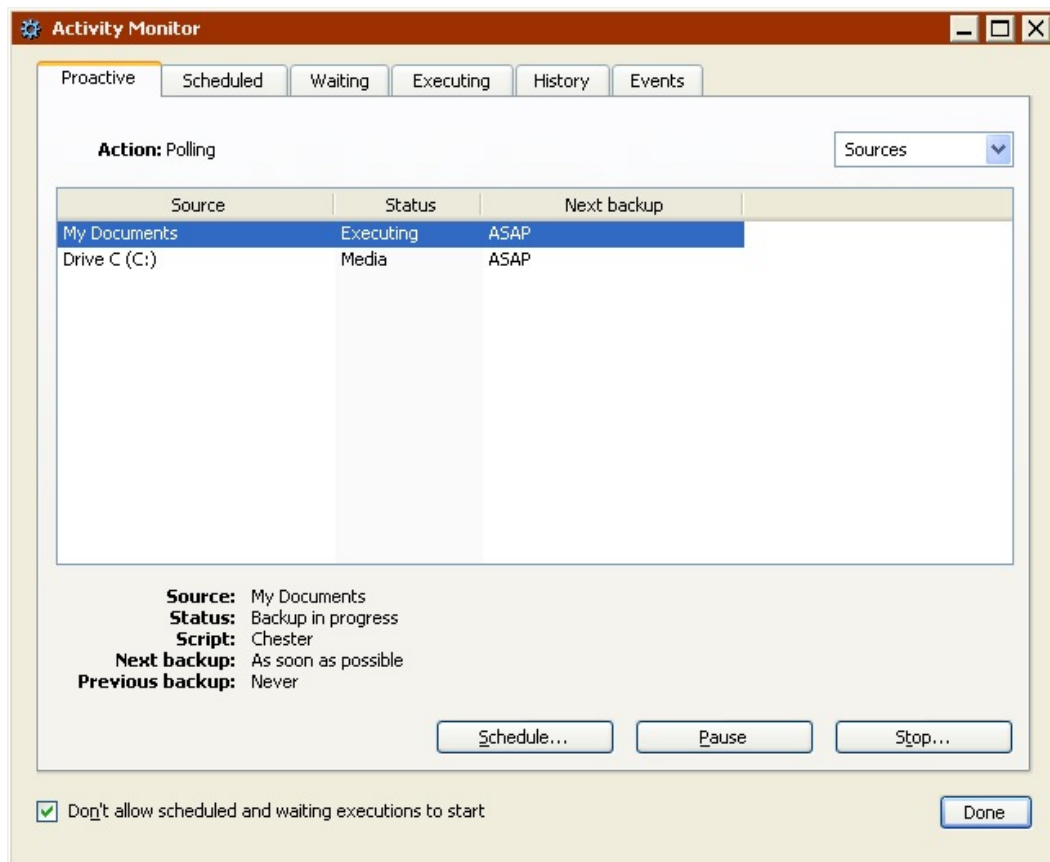 Activity Monitor
Proactive Scheduled Waiting Executing History Events
Action: Polling Sources
Source Status Next backup
My Documents Executing ASAP
Drive C (C:) Media ASAP
Source: My Documents
Status: Backup in progress
Script: Chester
Next backup: As soon as possible
Previous backup: Never
Schedule... Pause Stop...
Don't allow scheduled and waiting executions to start Done